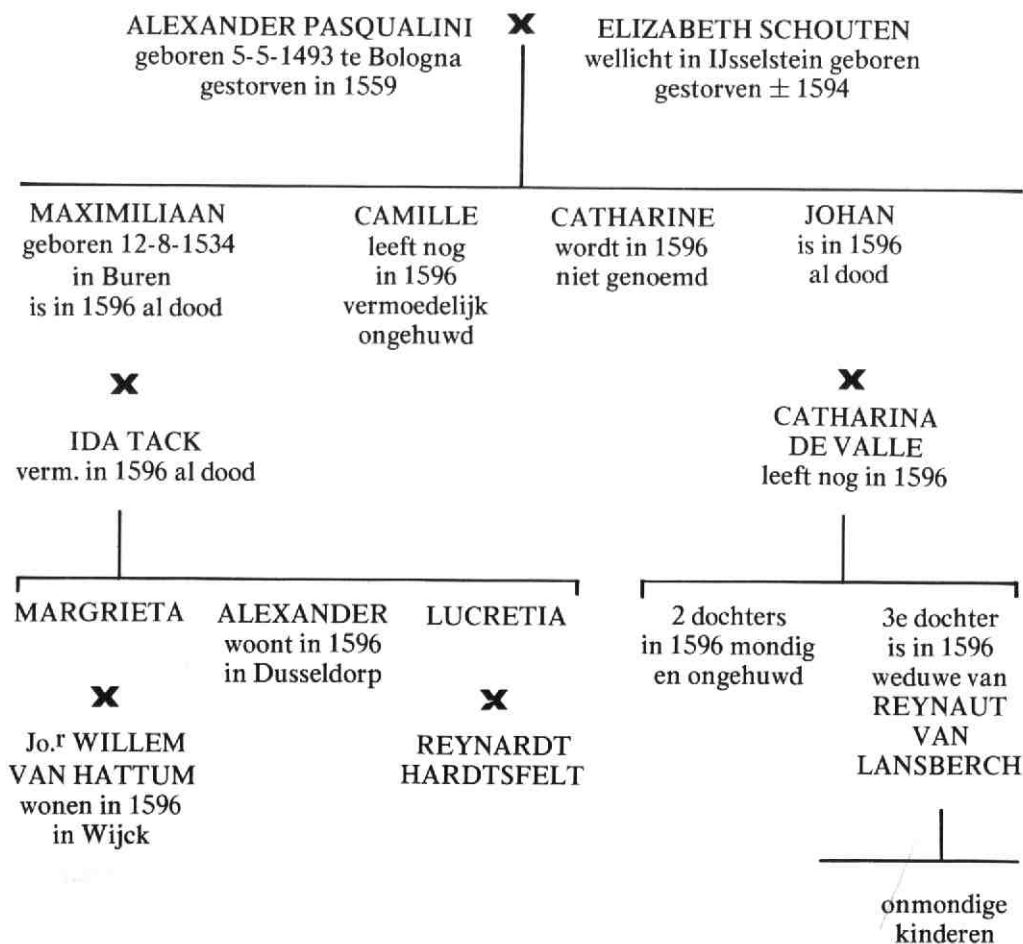 ALEXANDER PASQUALINI
geboren 5-5-1493 te Bologna
gestorven in 1559
X
ELIZABETH SCHOUTEN
wellicht in IJsselstein geboren
gestorven ± 1594
MAXIMILIAAN
geboren 12-8-1534
in Buren
is in 1596 al dood
CAMILLE
leeft nog
in 1596
vermoedelijk
ongehuwd
CATHARINE
wordt in 1596
niet genoemd
JOHAN
is in 1596
al dood
X
IDA TACK
verm. in 1596 al dood
X
CATHARINA
DE VALLE
leeft nog in 1596
MARGRIETA
X
Jo.r WILLEM
VAN HATTUM
wonen in 1596
in Wijck
ALEXANDER
woont in 1596
in Dusseldorp
LUCRETIA
X
REYNARDT
HARDTSFELT
2 dochters
in 1596 mondig
en ongehuwd
3e dochter
is in 1596
weduwe van
REYNAUT
VAN
LANSBERCH
onmondige
kinderen